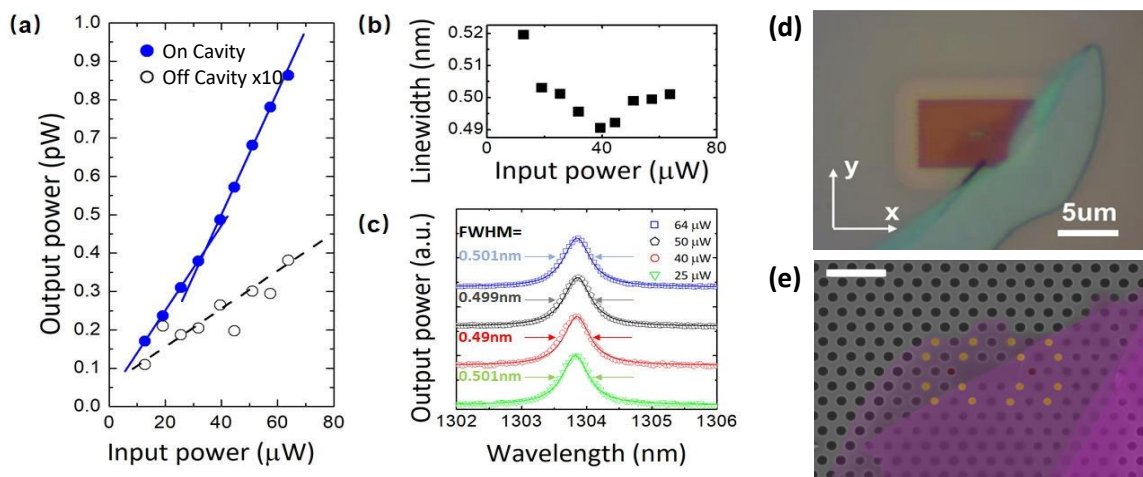 (a)
On Cavity
Off Cavity x10
Output power (pW)
1.0
0.9
0.8
0.7
0.6
0.5
0.4
0.3
0.2
0.1
0.0
0 20 40 60 80
Input power (μW)
(b)
Linewidth (nm)
0.52
0.51
0.50
0.49
0 40 80
Input power (μW)
(c)
Output power (a.u.)
FWHM=
0.501nm
0.499nm
0.49nm
0.501nm
64 μW
50 μW
40 μW
25 μW
1302 1303 1304 1305 1306
Wavelength (nm)
(d)
y
x
5um
(e)